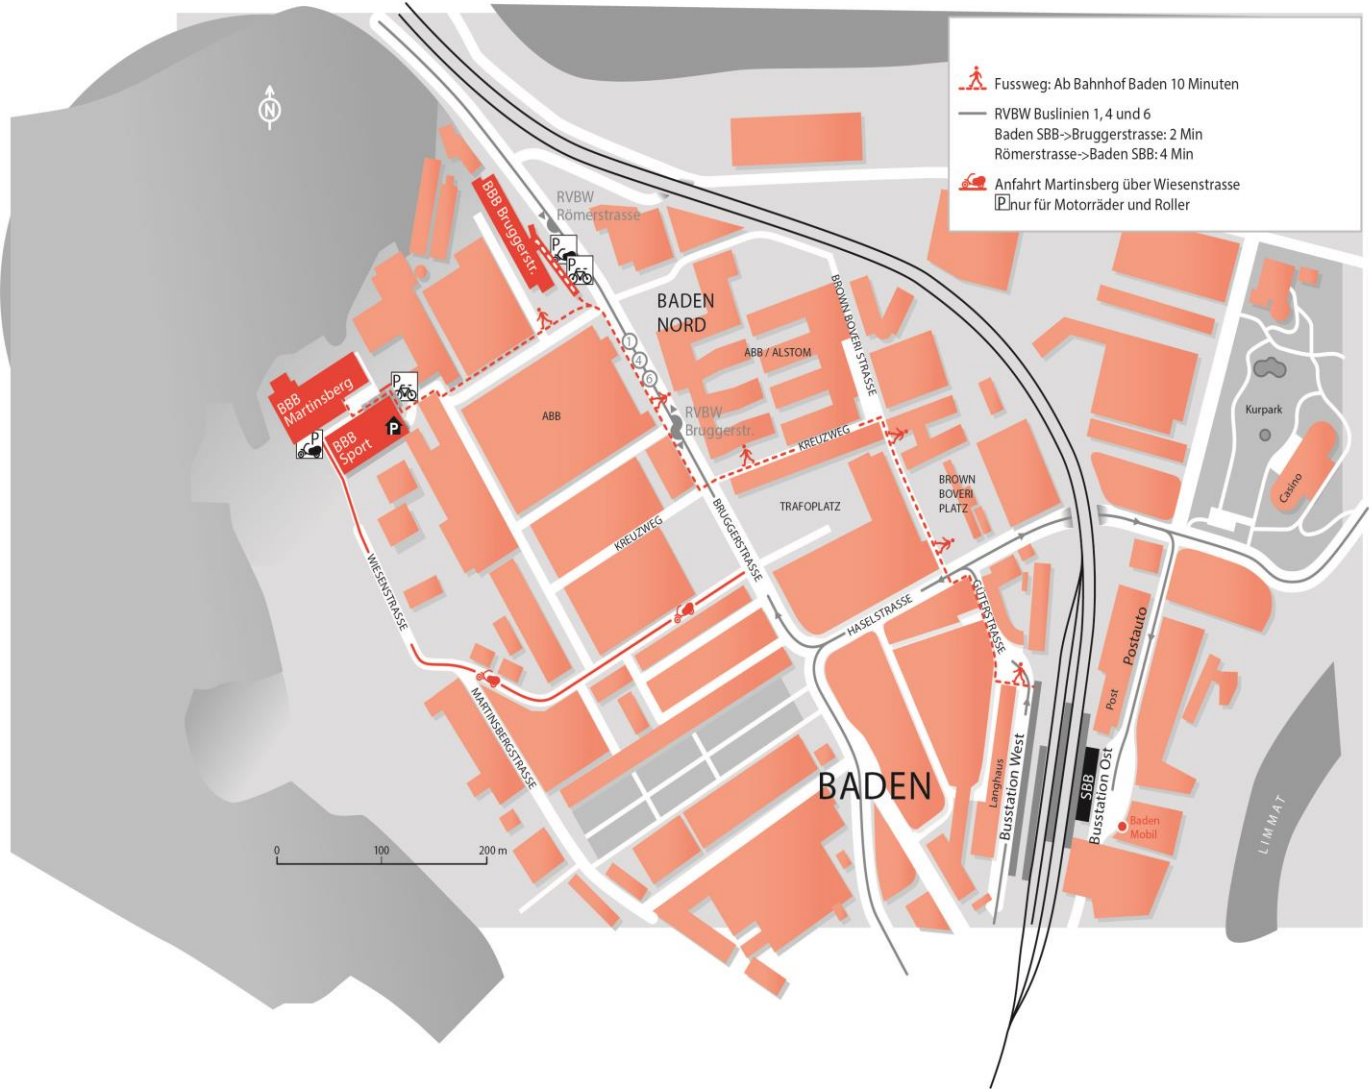 Fussweg: Ab Bahnhof Baden 10 Minuten
RVBW Buslinien 1, 4 und 6
Baden SBB->Bruggerstrasse: 2 Min
Römerstrasse->Baden SBB: 4 Min
Anfahrt Martinsberg über Wiesenstrasse
P nur für Motorräder und Roller
N
BBB Bruggerstr.
RVBW
Römerstrasse
P
P
BADEN
NORD
1
4
6
ABB / ALSTOM
BROWN BOVERI STRASSE
BBB
Martinsberg
P
P
BBB
Sport
P
ABB
RVBW
Bruggerstr.
KREUZWEG
Kurpark
Casino
TRAFOPLATZ
BROWN
BOVERI
PLATZ
KREUZWEG
BRUGGERSTRASSE
WIESENSTRASSE
HASELSTRASSE
GÜTERSTRASSE
Postauto
Post
MARTINSBERGSTRASSE
BADEN
Langhaus
Busstation West
SBB
Busstation Ost
Baden
Mobil
LIMMAT
0 100 200 m